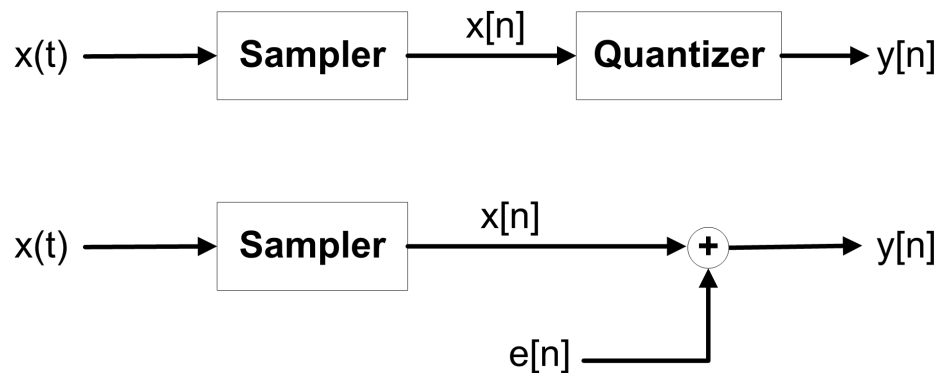 x(t) Sampler x[n] Quantizer y[n]
x(t) Sampler x[n] + y[n]
e[n]